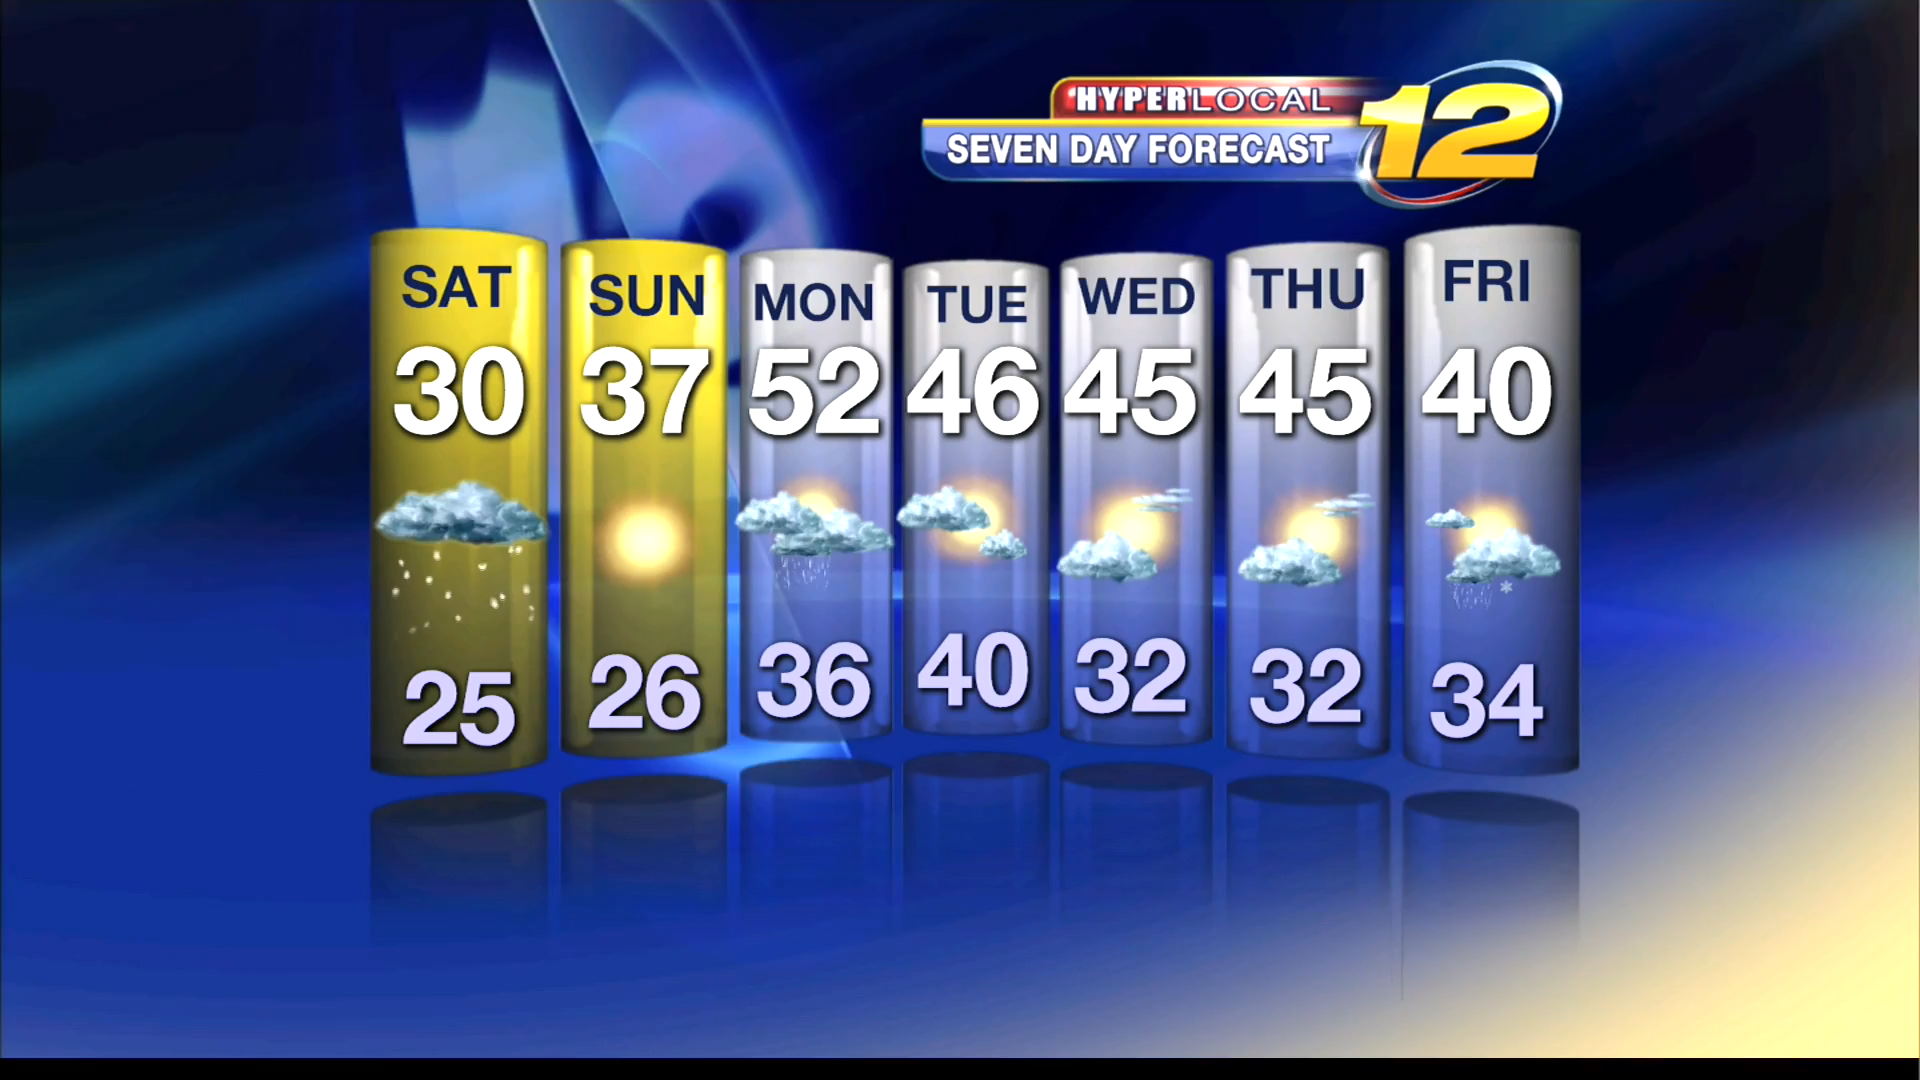 HYPERLOCAL
SEVEN DAY FORECAST
12
SAT SUN MON TUE WED THU FRI
30 37 52 46 45 45 40
25 26 36 40 32 32 34